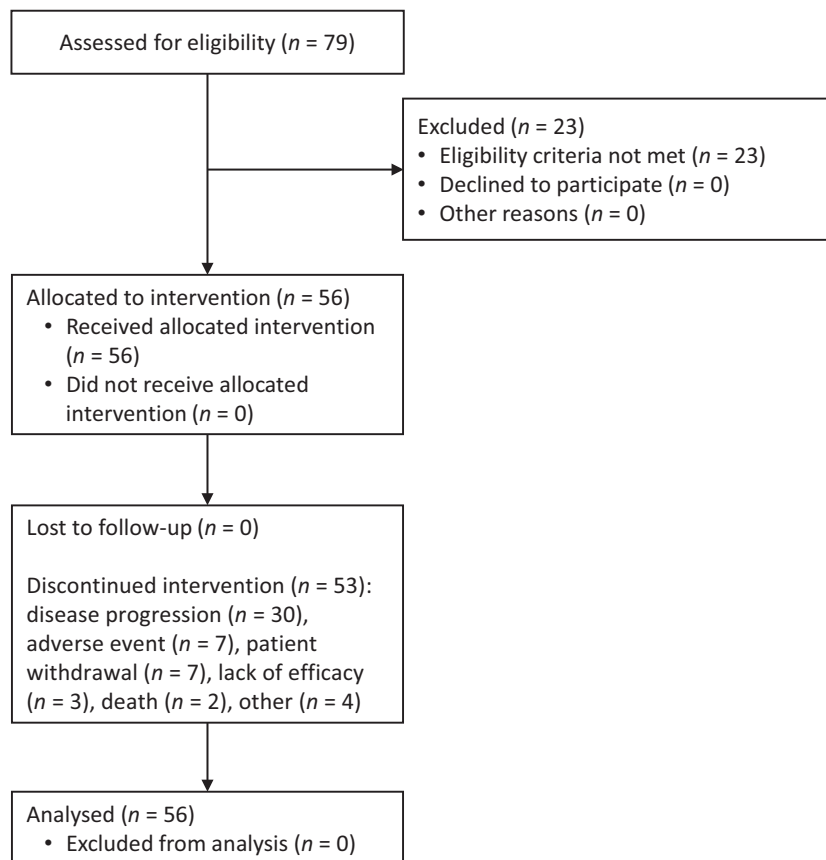 Assessed for eligibility (n = 79)
Excluded (n = 23)
• Eligibility criteria not met (n = 23)
• Declined to participate (n = 0)
• Other reasons (n = 0)
Allocated to intervention (n = 56)
• Received allocated intervention
(n = 56)
• Did not receive allocated
intervention (n = 0)
Lost to follow-up (n = 0)
Discontinued intervention (n = 53):
disease progression (n = 30),
adverse event (n = 7), patient
withdrawal (n = 7), lack of efficacy
(n = 3), death (n = 2), other (n = 4)
Analysed (n = 56)
• Excluded from analysis (n = 0)